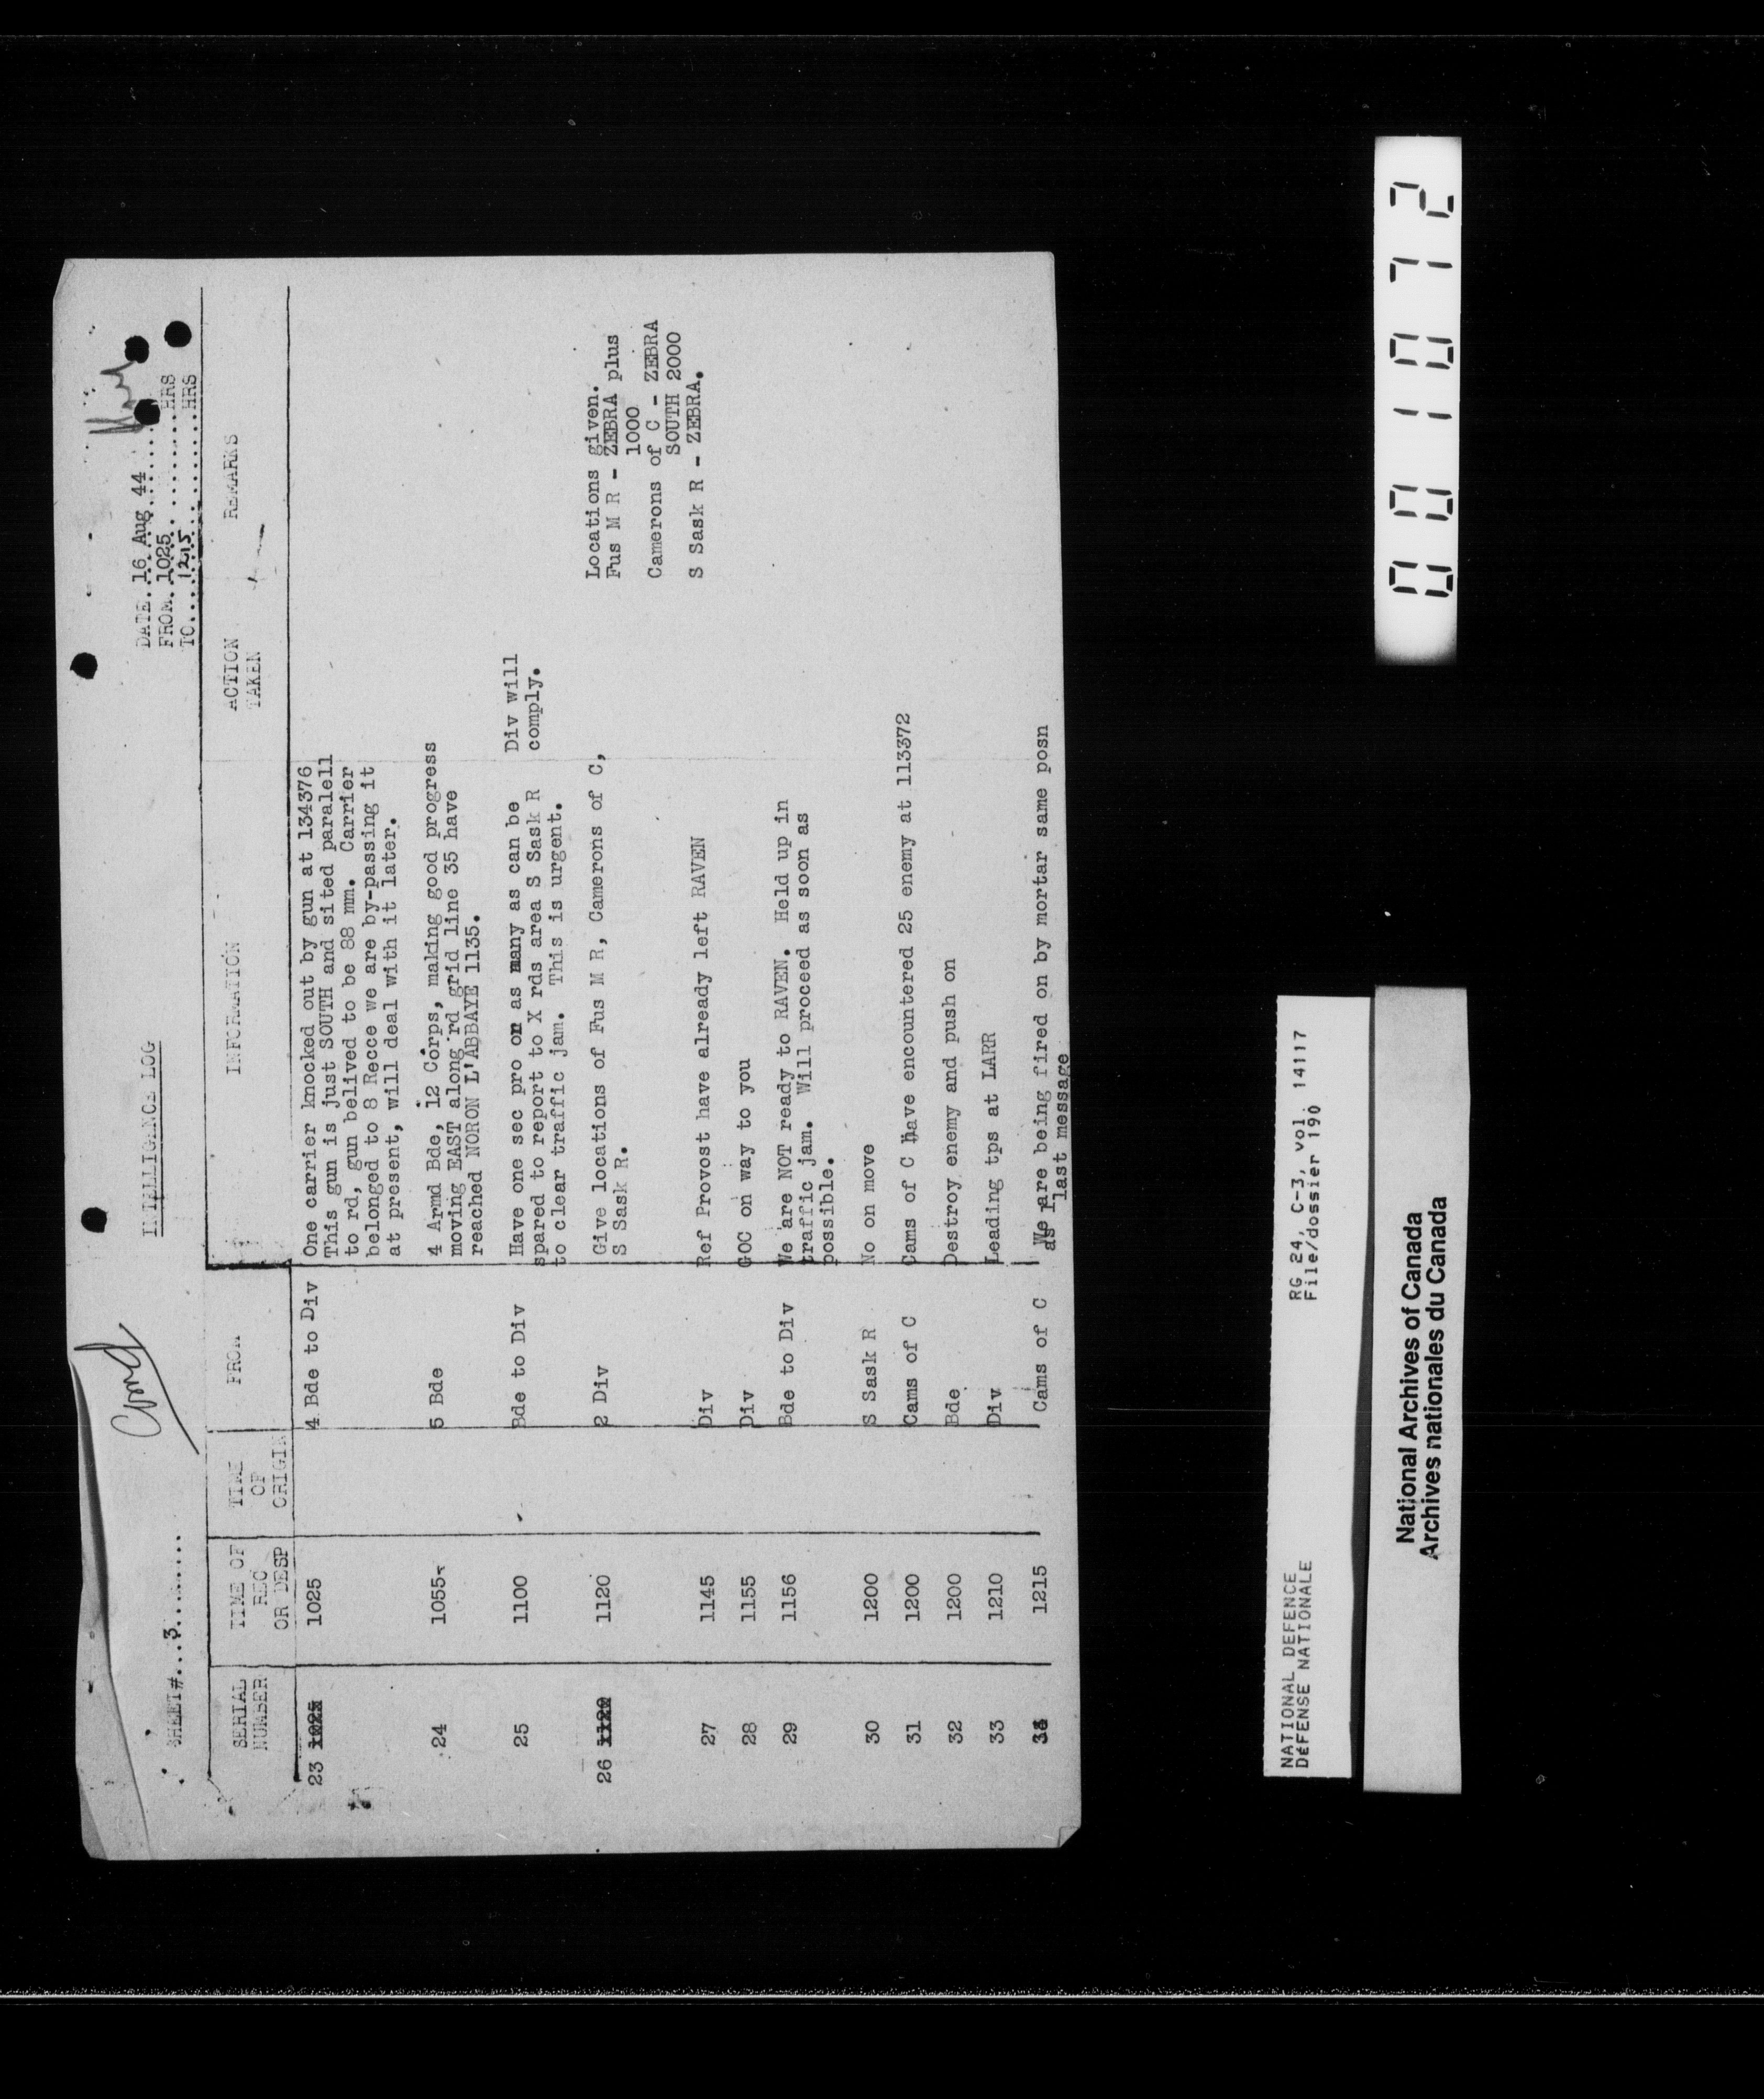 Comd
INTELLIGANCE LOG
SHEET#...3........
DATE..16 Aug 44....
FROM..1025.........HRS
TO....1215.........HRS
SERIAL NUMBER TIME OF REC OR DESP TIME OF ORIGIN FROM INFORMATION ACTION TAKEN REMARKS
23 1025 4 Bde to Div One carrier knocked out by gun at 134376
This gun is just SOUTH and sited paralell
to rd, gun belived to be 88 mm. Carrier
belonged to 8 Recce we are by-passing it
at present, will deal with it later.
24 1055 5 Bde 4 Armd Bde, 12 Corps, making good progress
moving EAST along rd grid line 35 have
reached NORON L'ABBAYE 1135.
25 1100 Bde to Div Have one sec pro or as many as can be Div will
spared to report to X rds area S Sask R comply.
to clear traffic jam. This is urgent.
26 1120 2 Div Give locations of Fus M R, Camerons of C, Locations given.
S Sask R. Fus M R - ZEBRA plus
1000
Camerons of C - ZEBRA
SOUTH 2000
S Sask R - ZEBRA.
27 1145 Div Ref Provost have already left RAVEN
28 1155 Div GOC on way to you
29 1156 Bde to Div We are NOT ready to RAVEN. Held up in
traffic jam. Will proceed as soon as
possible.
30 1200 S Sask R No on move
31 1200 Cams of C Cams of C have encountered 25 enemy at 113372
32 1200 Bde Destroy enemy and push on
33 1210 Div Leading tps at LARR
34 1215 Cams of C We are being fired on by mortar same posn
as last message
NATIONAL DEFENCE RG 24, C-3, vol. 14117
DÉFENSE NATIONALE File/dossier 190
National Archives of Canada
Archives nationales du Canada
0011072